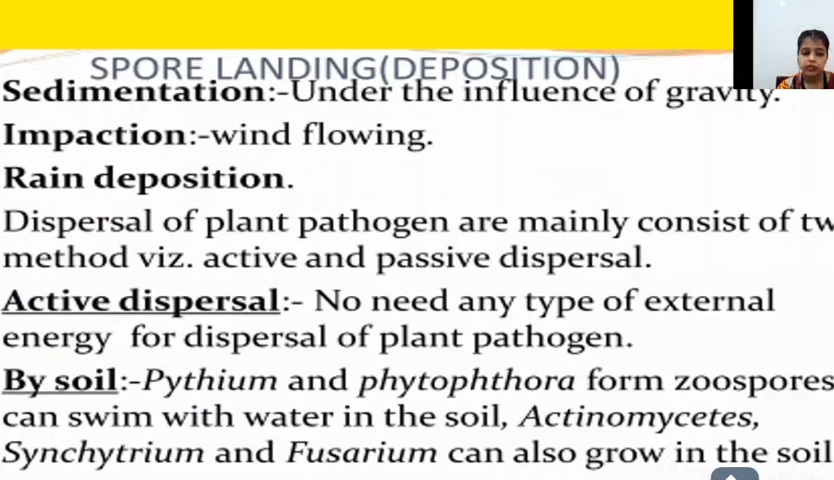 SPORE LANDING(DEPOSITION)
Sedimentation:-Under the influence of gravity.
Impaction:-wind flowing.
Rain deposition.
Dispersal of plant pathogen are mainly consist of tw
method viz. active and passive dispersal.
Active dispersal:- No need any type of external
energy for dispersal of plant pathogen.
By soil:-Pythium and phytophthora form zoospores
can swim with water in the soil, Actinomycetes,
Synchytrium and Fusarium can also grow in the soil